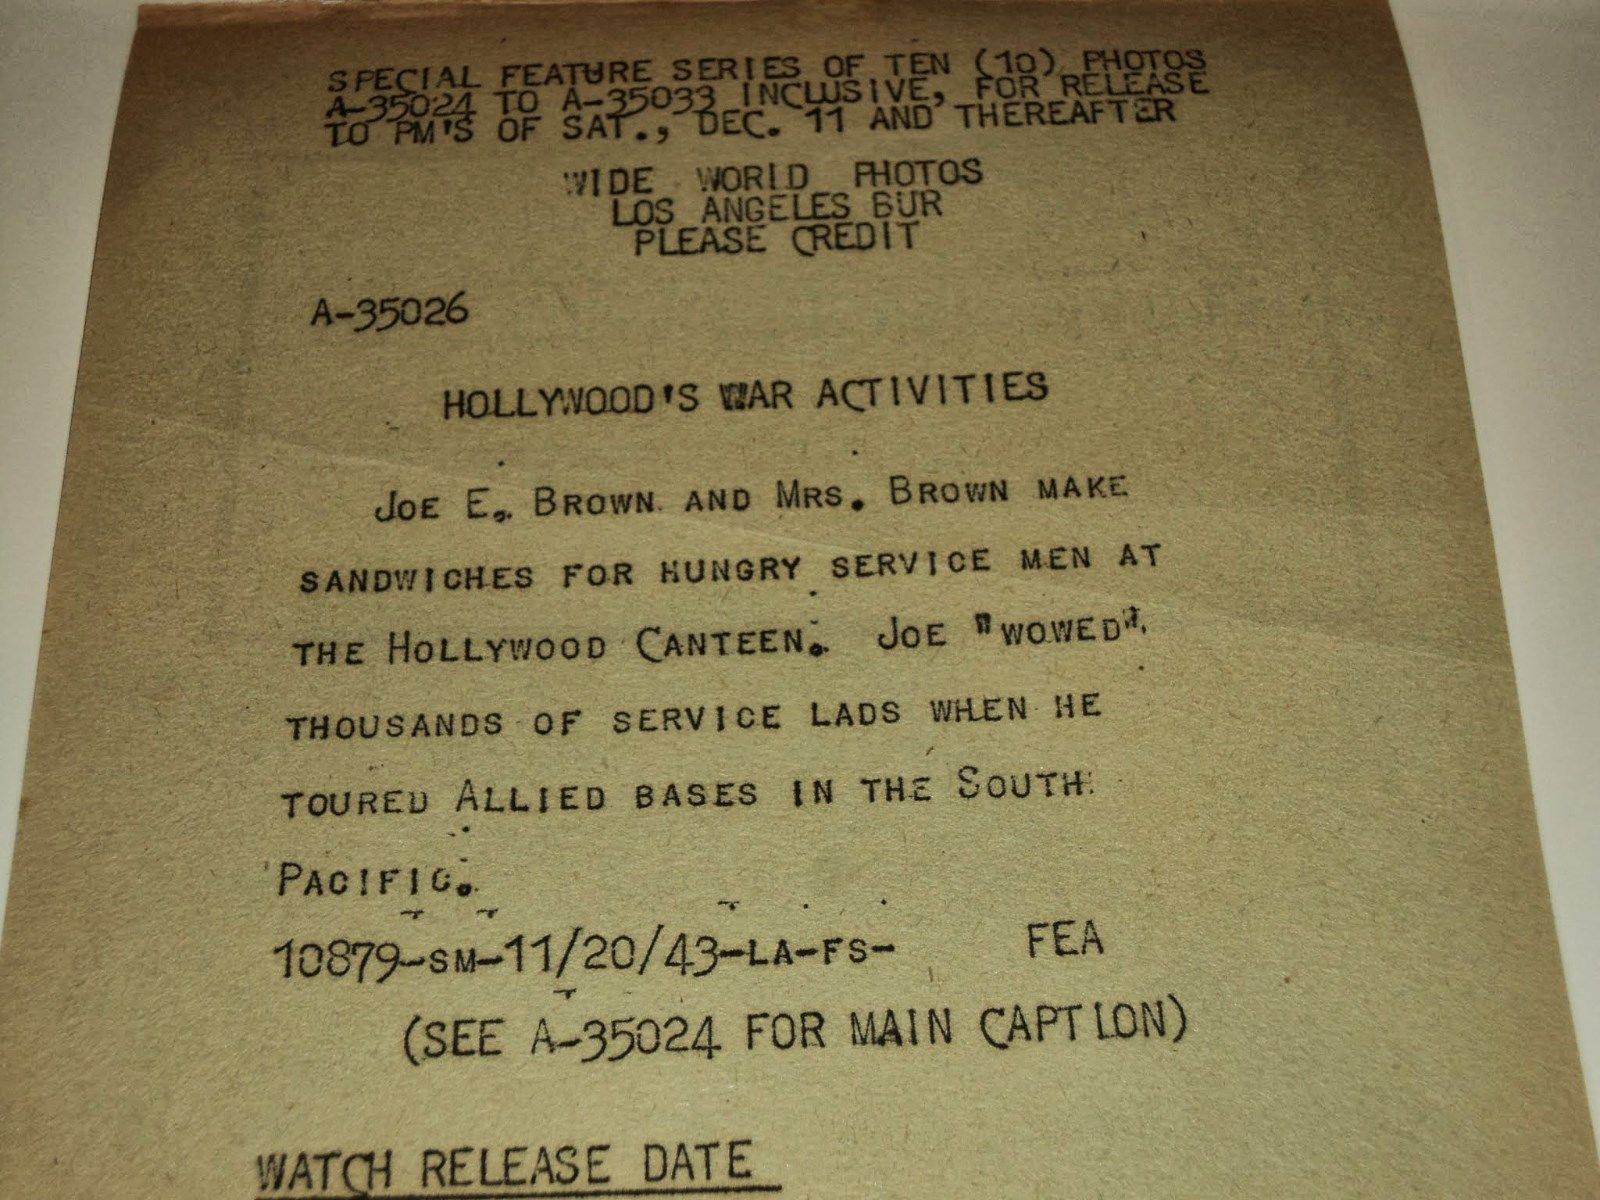 SPECIAL FEATURE SERIES OF TEN (10) PHOTOS
A-35024 TO A-35033 INCLUSIVE, FOR RELEASE
TO PM'S OF SAT., DEC. 11 AND THEREAFTER
WIDE WORLD PHOTOS
LOS ANGELES BUR
PLEASE CREDIT
A-35026
HOLLYWOOD'S WAR ACTIVITIES
JOE E. BROWN AND MRS. BROWN MAKE
SANDWICHES FOR HUNGRY SERVICE MEN AT
THE HOLLYWOOD CANTEEN. JOE "WOWED"
THOUSANDS OF SERVICE LADS WHEN HE
TOURED ALLIED BASES IN THE SOUTH
PACIFIC.
10879-SM-11/20/43-LA-FS- FEA
(SEE A-35024 FOR MAIN CAPTION)
WATCH RELEASE DATE